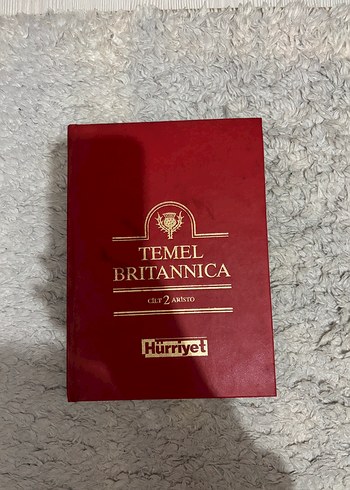 TEMEL
BRITANNICA
CİLT 2 ARİSTO
Hürriyet